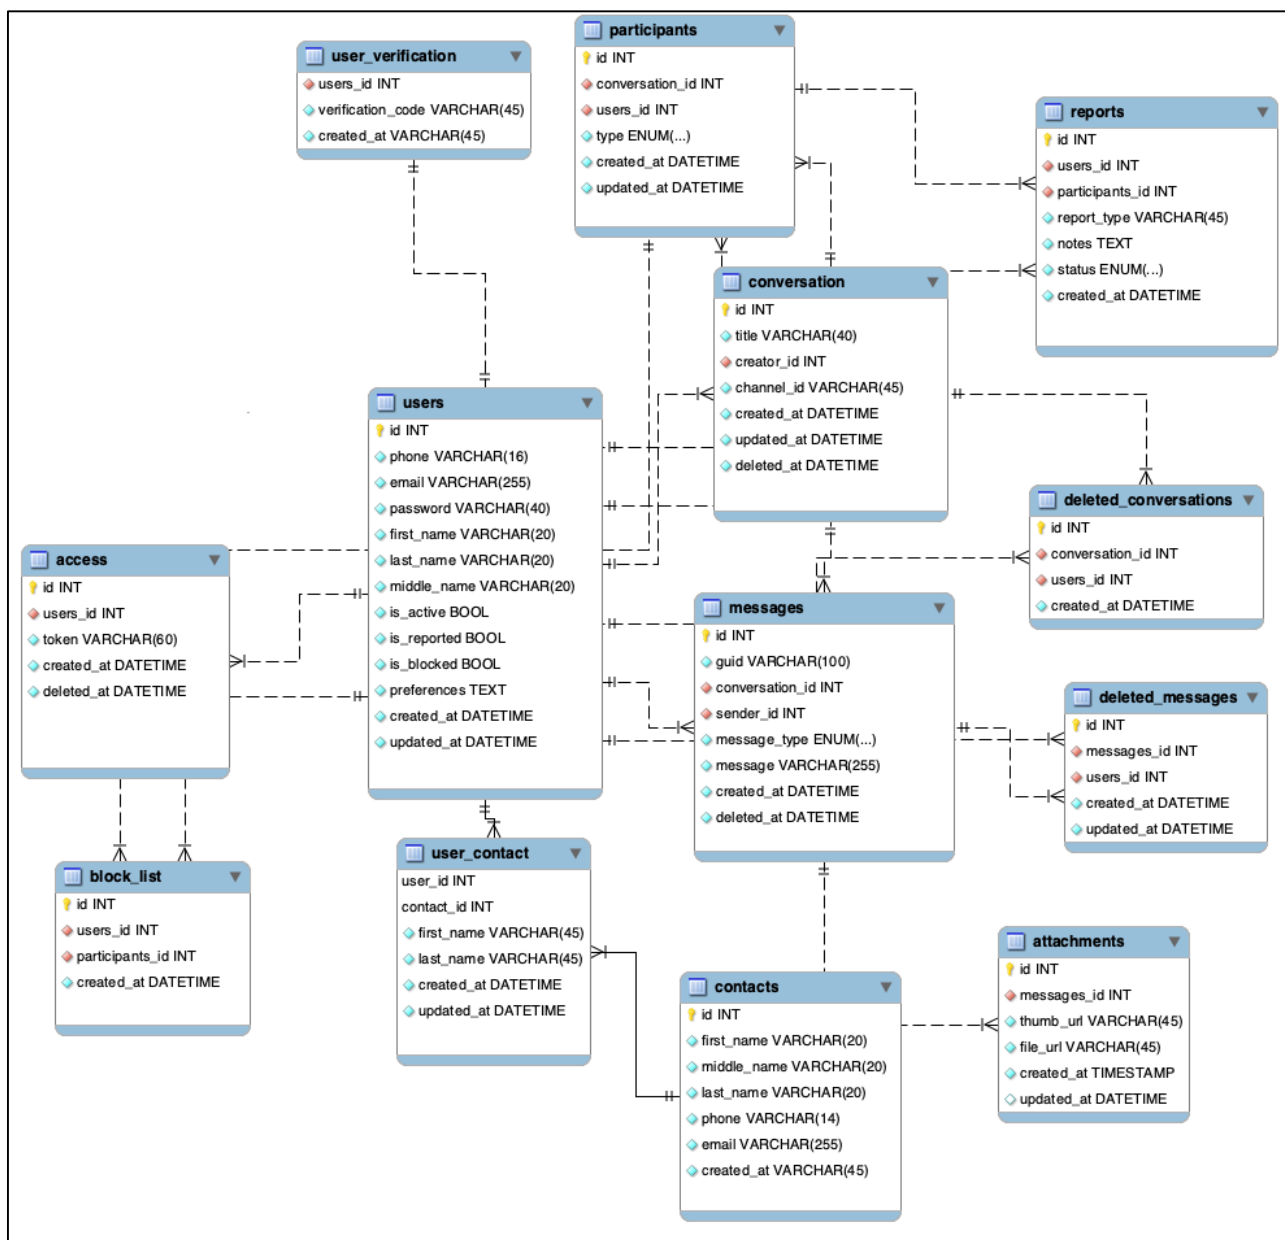 participants
id INT
conversation_id INT
users_id INT
type ENUM(...)
created_at DATETIME
updated_at DATETIME
user_verification
users_id INT
verification_code VARCHAR(45)
created_at VARCHAR(45)
reports
id INT
users_id INT
participants_id INT
report_type VARCHAR(45)
notes TEXT
status ENUM(...)
created_at DATETIME
conversation
id INT
title VARCHAR(40)
creator_id INT
channel_id VARCHAR(45)
created_at DATETIME
updated_at DATETIME
deleted_at DATETIME
users
id INT
phone VARCHAR(16)
email VARCHAR(255)
password VARCHAR(40)
first_name VARCHAR(20)
last_name VARCHAR(20)
middle_name VARCHAR(20)
is_active BOOL
is_reported BOOL
is_blocked BOOL
preferences TEXT
created_at DATETIME
updated_at DATETIME
deleted_conversations
id INT
conversation_id INT
users_id INT
created_at DATETIME
access
id INT
users_id INT
token VARCHAR(60)
created_at DATETIME
deleted_at DATETIME
messages
id INT
guid VARCHAR(100)
conversation_id INT
sender_id INT
message_type ENUM(...)
message VARCHAR(255)
created_at DATETIME
deleted_at DATETIME
deleted_messages
id INT
messages_id INT
users_id INT
created_at DATETIME
updated_at DATETIME
user_contact
user_id INT
contact_id INT
first_name VARCHAR(45)
last_name VARCHAR(45)
created_at DATETIME
updated_at DATETIME
block_list
id INT
users_id INT
participants_id INT
created_at DATETIME
attachments
id INT
messages_id INT
thumb_url VARCHAR(45)
file_url VARCHAR(45)
created_at TIMESTAMP
updated_at DATETIME
contacts
id INT
first_name VARCHAR(20)
middle_name VARCHAR(20)
last_name VARCHAR(20)
phone VARCHAR(14)
email VARCHAR(255)
created_at VARCHAR(45)